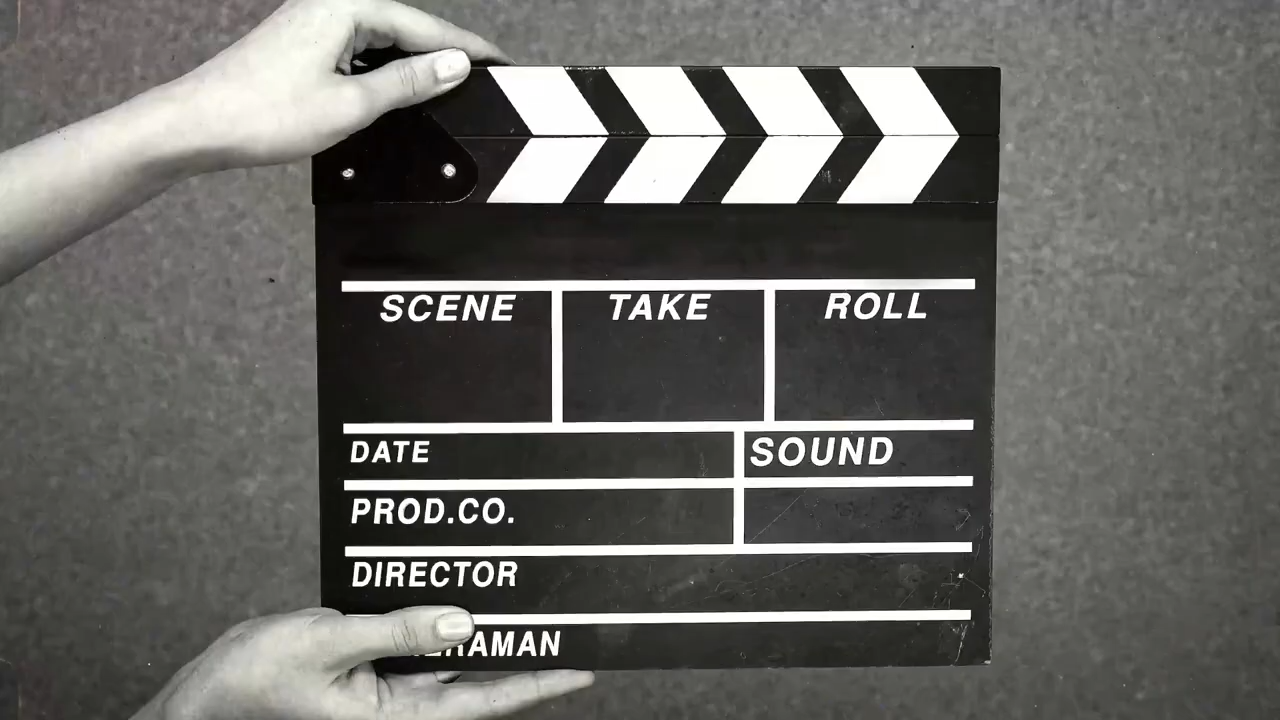 SCENE TAKE ROLL
DATE SOUND
PROD.CO.
DIRECTOR